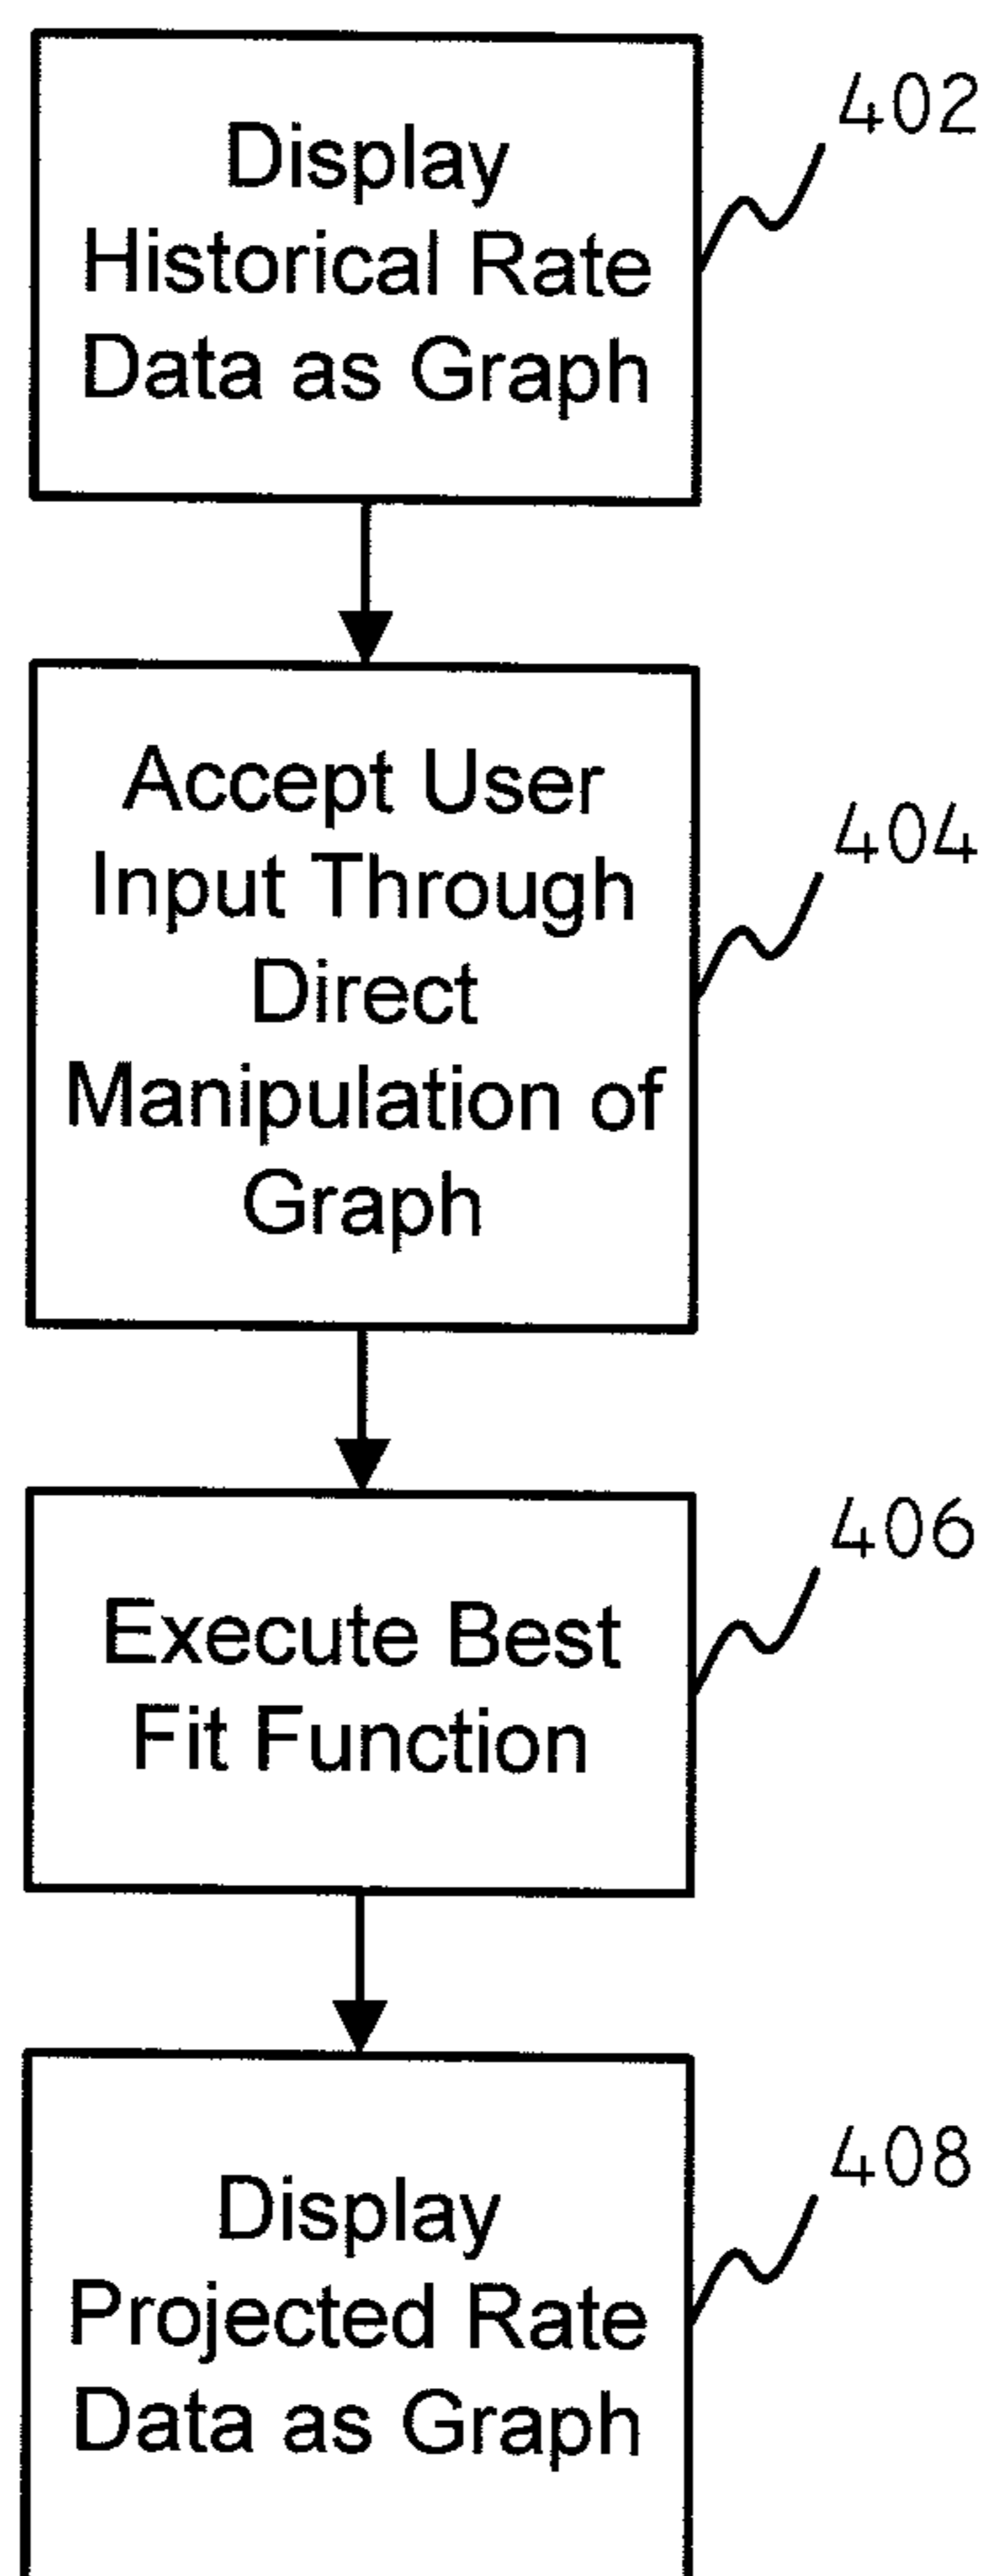 Display
Historical Rate
Data as Graph
402
Accept User
Input Through
Direct
Manipulation of
Graph
404
Execute Best
Fit Function
406
Display
Projected Rate
Data as Graph
408